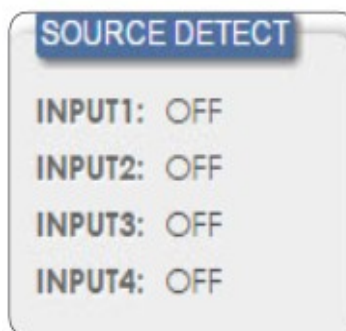 SOURCE DETECT
INPUT1: OFF
INPUT2: OFF
INPUT3: OFF
INPUT4: OFF